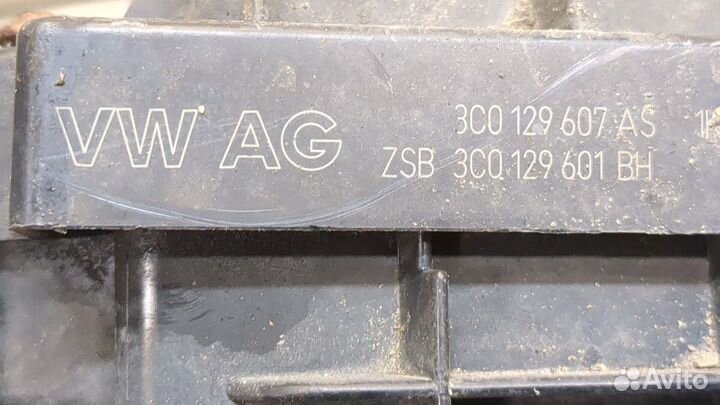 VW AG
3C0 129 607 AS
ZSB 3C0 129 601 BH
Avito